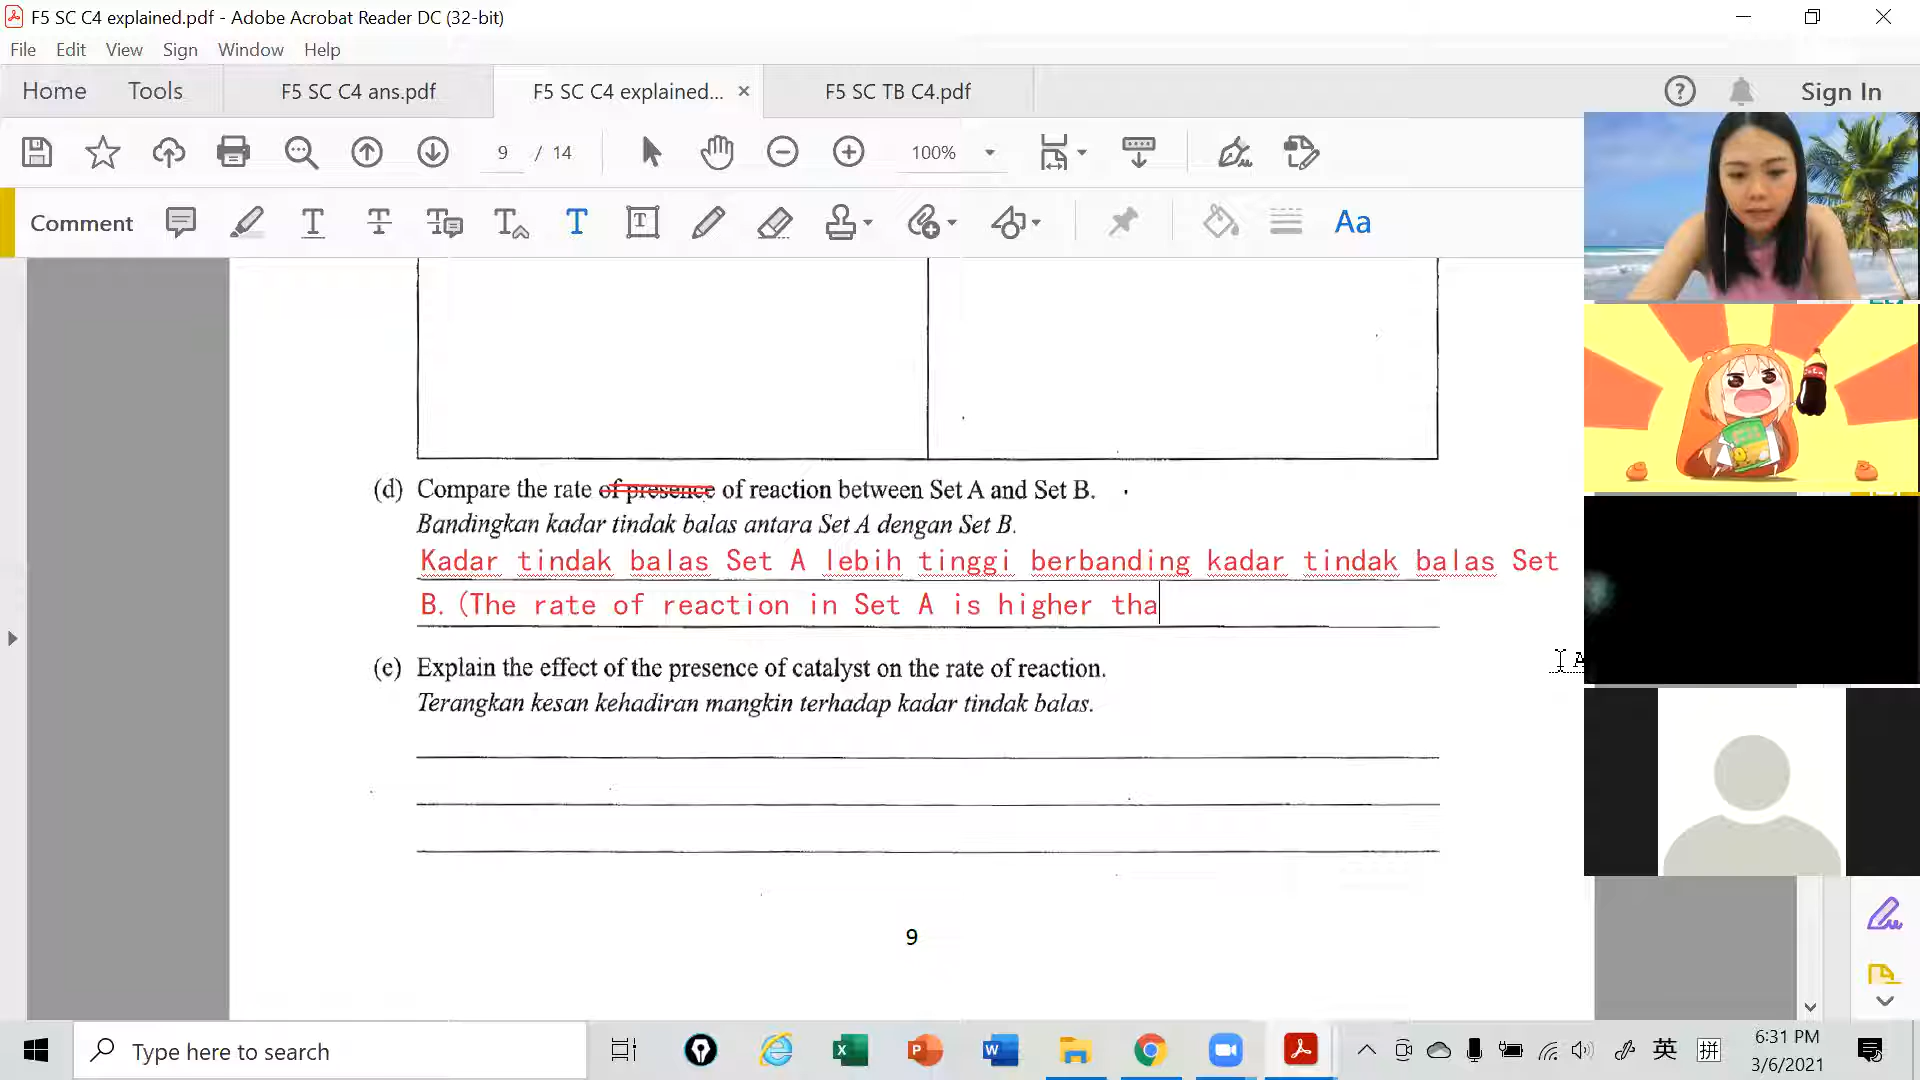 F5 SC C4 explained.pdf - Adobe Acrobat Reader DC (32-bit)
File Edit View Sign Window Help
Home Tools F5 SC C4 ans.pdf F5 SC C4 explained... × F5 SC TB C4.pdf Sign In
9 / 14 100%
Comment Aa
(d) Compare the rate of presence of reaction between Set A and Set B.
Bandingkan kadar tindak balas antara Set A dengan Set B.
Kadar tindak balas Set A lebih tinggi berbanding kadar tindak balas Set
B. (The rate of reaction in Set A is higher tha
(e) Explain the effect of the presence of catalyst on the rate of reaction.
Terangkan kesan kehadiran mangkin terhadap kadar tindak balas.
9
Type here to search
英 拼
6:31 PM
3/6/2021